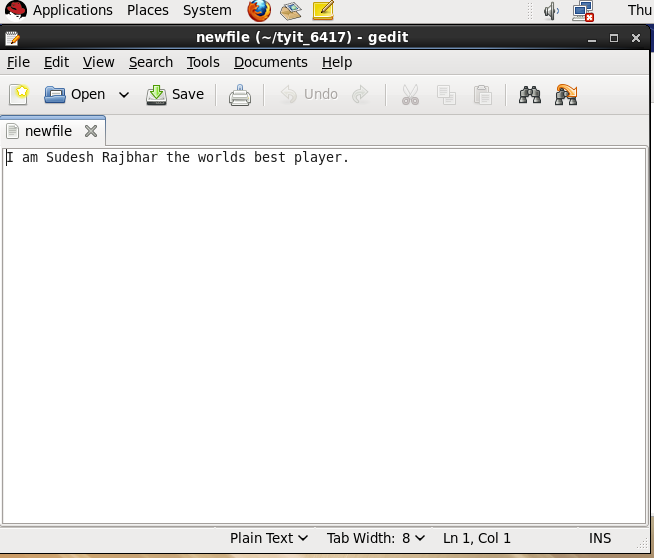 Applications Places System Thu
newfile (~/tyit_6417) - gedit
File Edit View Search Tools Documents Help
Open Save Undo
newfile
I am Sudesh Rajbhar the worlds best player.
Plain Text Tab Width: 8 Ln 1, Col 1 INS